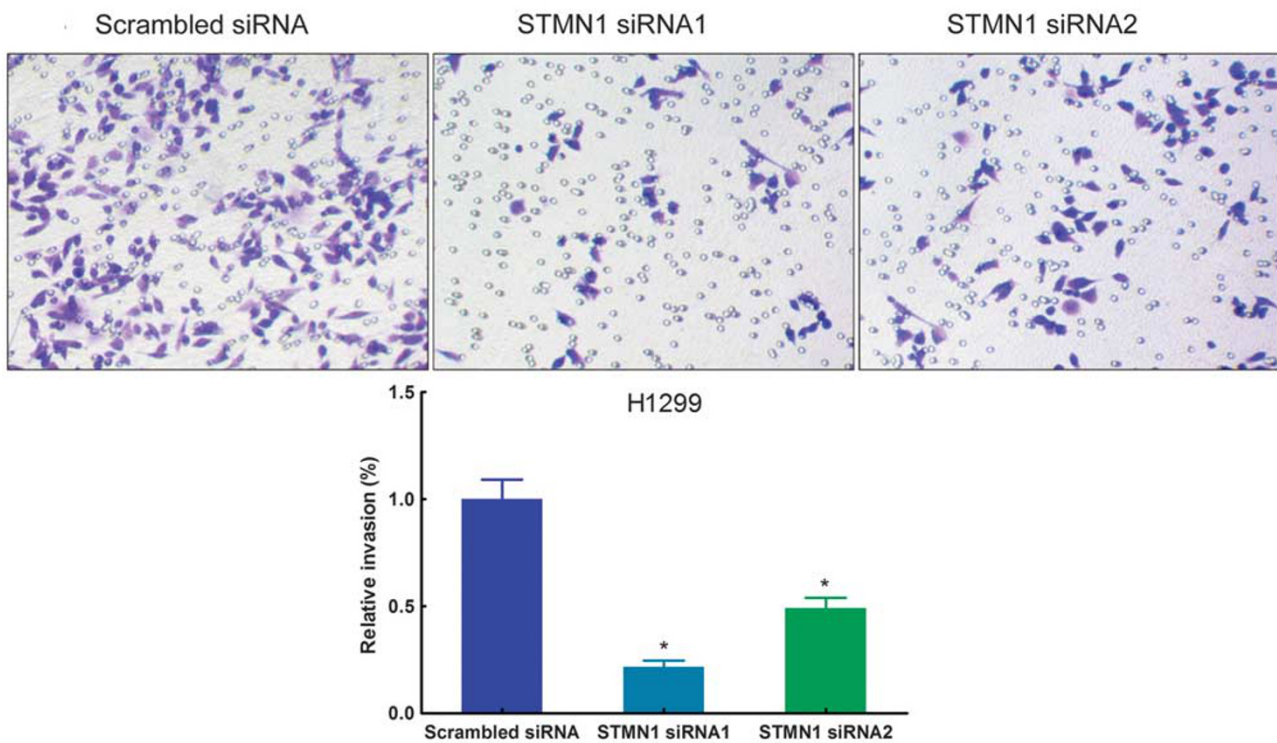 Scrambled siRNA STMN1 siRNA1 STMN1 siRNA2
H1299
Relative invasion (%)
1.5
1.0
0.5
0.0
*
*
Scrambled siRNA STMN1 siRNA1 STMN1 siRNA2